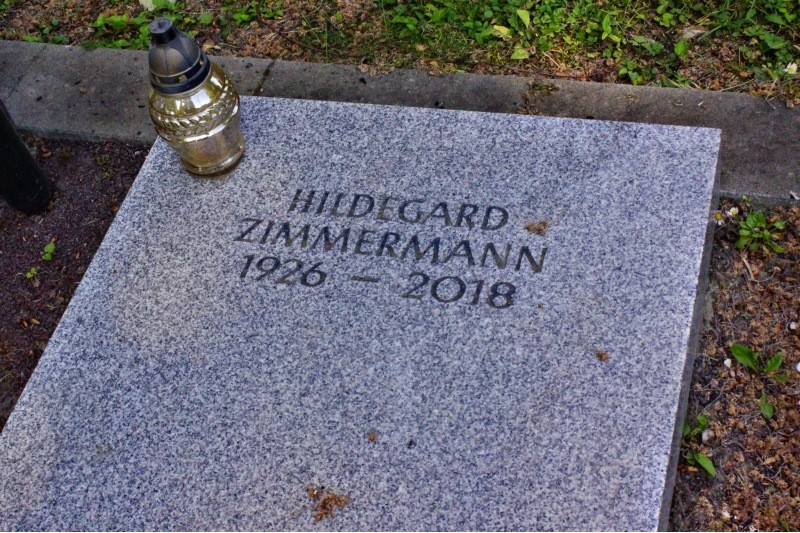 HILDEGARD
ZIMMERMANN
1926 – 2018